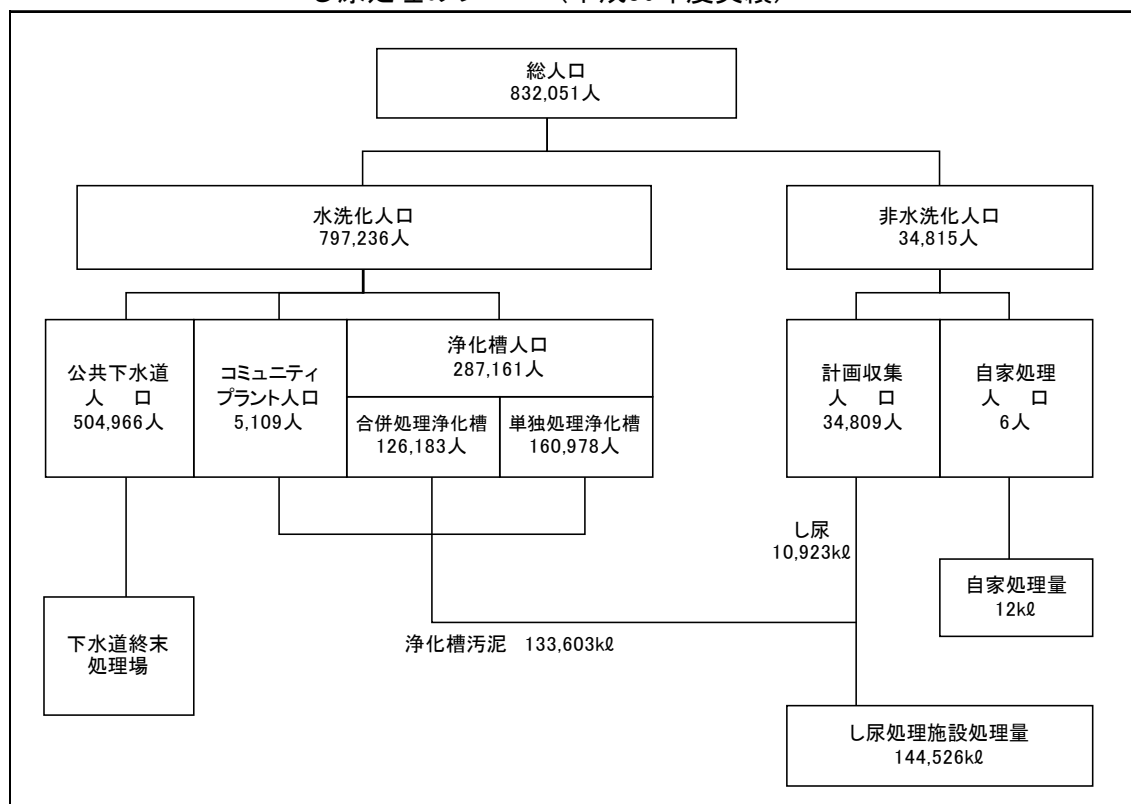 総人口
832,051人
水洗化人口
797,236人
非水洗化人口
34,815人
公共下水道
人　口
504,966人
コミュニティ
プラント人口
5,109人
浄化槽人口
287,161人
合併処理浄化槽
126,183人
単独処理浄化槽
160,978人
計画収集
人　口
34,809人
自家処理
人　口
6人
し尿
10,923kℓ
自家処理量
12kℓ
下水道終末
処理場
浄化槽汚泥 133,603kℓ
し尿処理施設処理量
144,526kℓ